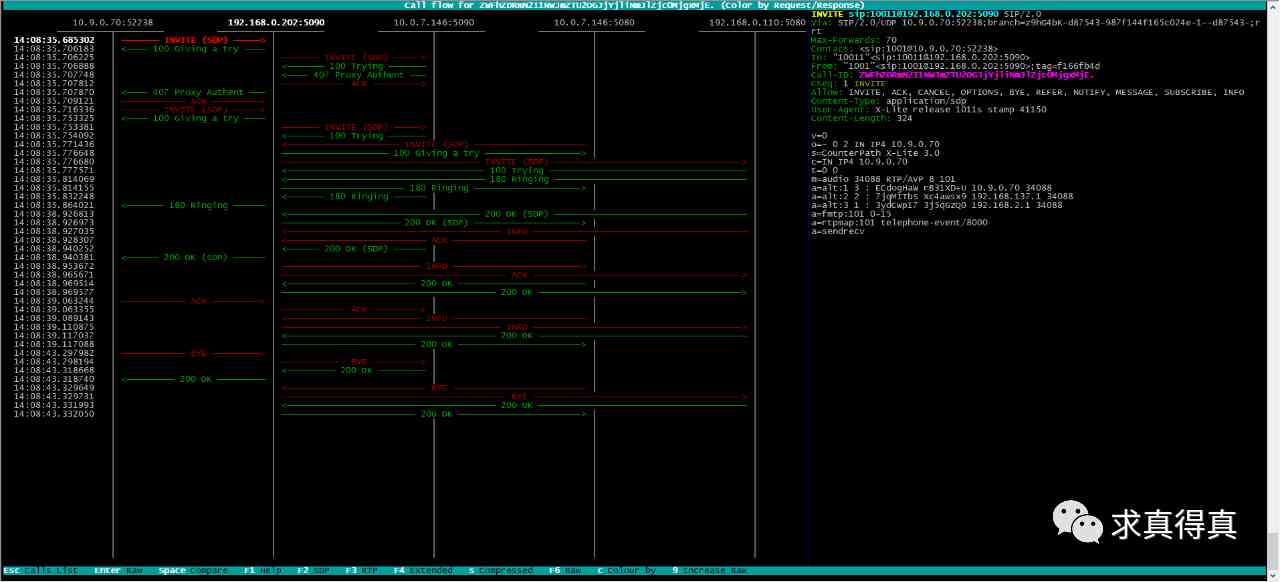 Call flow for (Color by Request/Response)
10.9.0.70:52238 192.168.0.202:5090 10.0.7.146:5090 10.0.7.146:5080 192.168.0.110:5080
14:08:35.685302 INVITE (SDP)
14:08:35.706183 100 Giving a try
14:08:35.706225 INVITE (SDP)
14:08:35.706888 100 Trying
14:08:35.707748 407 Proxy Authent
14:08:35.707812 ACK
14:08:35.707870 407 Proxy Authent
14:08:35.709121 ACK
14:08:35.716336 INVITE (SDP)
14:08:35.753325 100 Giving a try
14:08:35.753381 INVITE (SDP)
14:08:35.754092 100 Trying
14:08:35.771436 INVITE (SDP)
14:08:35.776648 100 Giving a try
14:08:35.776680 INVITE (SDP)
14:08:35.777571 100 Trying
14:08:35.814069 180 Ringing
14:08:35.814155 180 Ringing
14:08:35.832248 180 Ringing
14:08:35.864021 180 Ringing
14:08:38.926813 200 OK (SDP)
14:08:38.926973 200 OK (SDP)
14:08:38.927035 INFO
14:08:38.928307 ACK
14:08:38.940252 200 OK (SDP)
14:08:38.940381 200 OK (SDP)
14:08:38.953672 INFO
14:08:38.965671 ACK
14:08:38.969514 200 OK
14:08:38.969577 200 OK
14:08:39.063244 ACK
14:08:39.063355 ACK
14:08:39.089143 INFO
14:08:39.110875 INFO
14:08:39.117037 200 OK
14:08:39.117088 200 OK
14:08:43.297982 BYE
14:08:43.298194 BYE
14:08:43.318668 200 OK
14:08:43.318740 200 OK
14:08:43.329649 BYE
14:08:43.329731 BYE
14:08:43.331993 200 OK
14:08:43.332050 200 OK
INVITE sip:10011@192.168.0.202:5090 SIP/2.0
Via: SIP/2.0/UDP 10.9.0.70:52238;branch=z9hG4bK-d87543-987f144f165c024e-1--d87543-;r
rt
Max-Forwards: 70
Contact: <sip:1001@10.9.0.70:52238>
To: "10011"<sip:10011@192.168.0.202:5090>
From: "1001"<sip:1001@192.168.0.202:5090>;tag=f166fb4d
Call-ID:
CSeq: 1 INVITE
Allow: INVITE, ACK, CANCEL, OPTIONS, BYE, REFER, NOTIFY, MESSAGE, SUBSCRIBE, INFO
Content-Type: application/sdp
User-Agent: X-Lite release 1011s stamp 41150
Content-Length: 324
v=0
o=- 0 2 IN IP4 10.9.0.70
s=CounterPath X-Lite 3.0
c=IN IP4 10.9.0.70
t=0 0
m=audio 34088 RTP/AVP 8 101
a=alt:1 3 : 10.9.0.70 34088
a=alt:2 2 : 192.168.137.1 34088
a=alt:3 1 : 192.168.2.1 34088
a=fmtp:101 0-15
a=rtpmap:101 telephone-event/8000
a=sendrecv
求真得真
Esc Calls List Enter Raw Space Compare F1 Help F2 SDP F3 RTP F4 Extended s Compressed F6 Raw c Colour by 9 Increase Raw